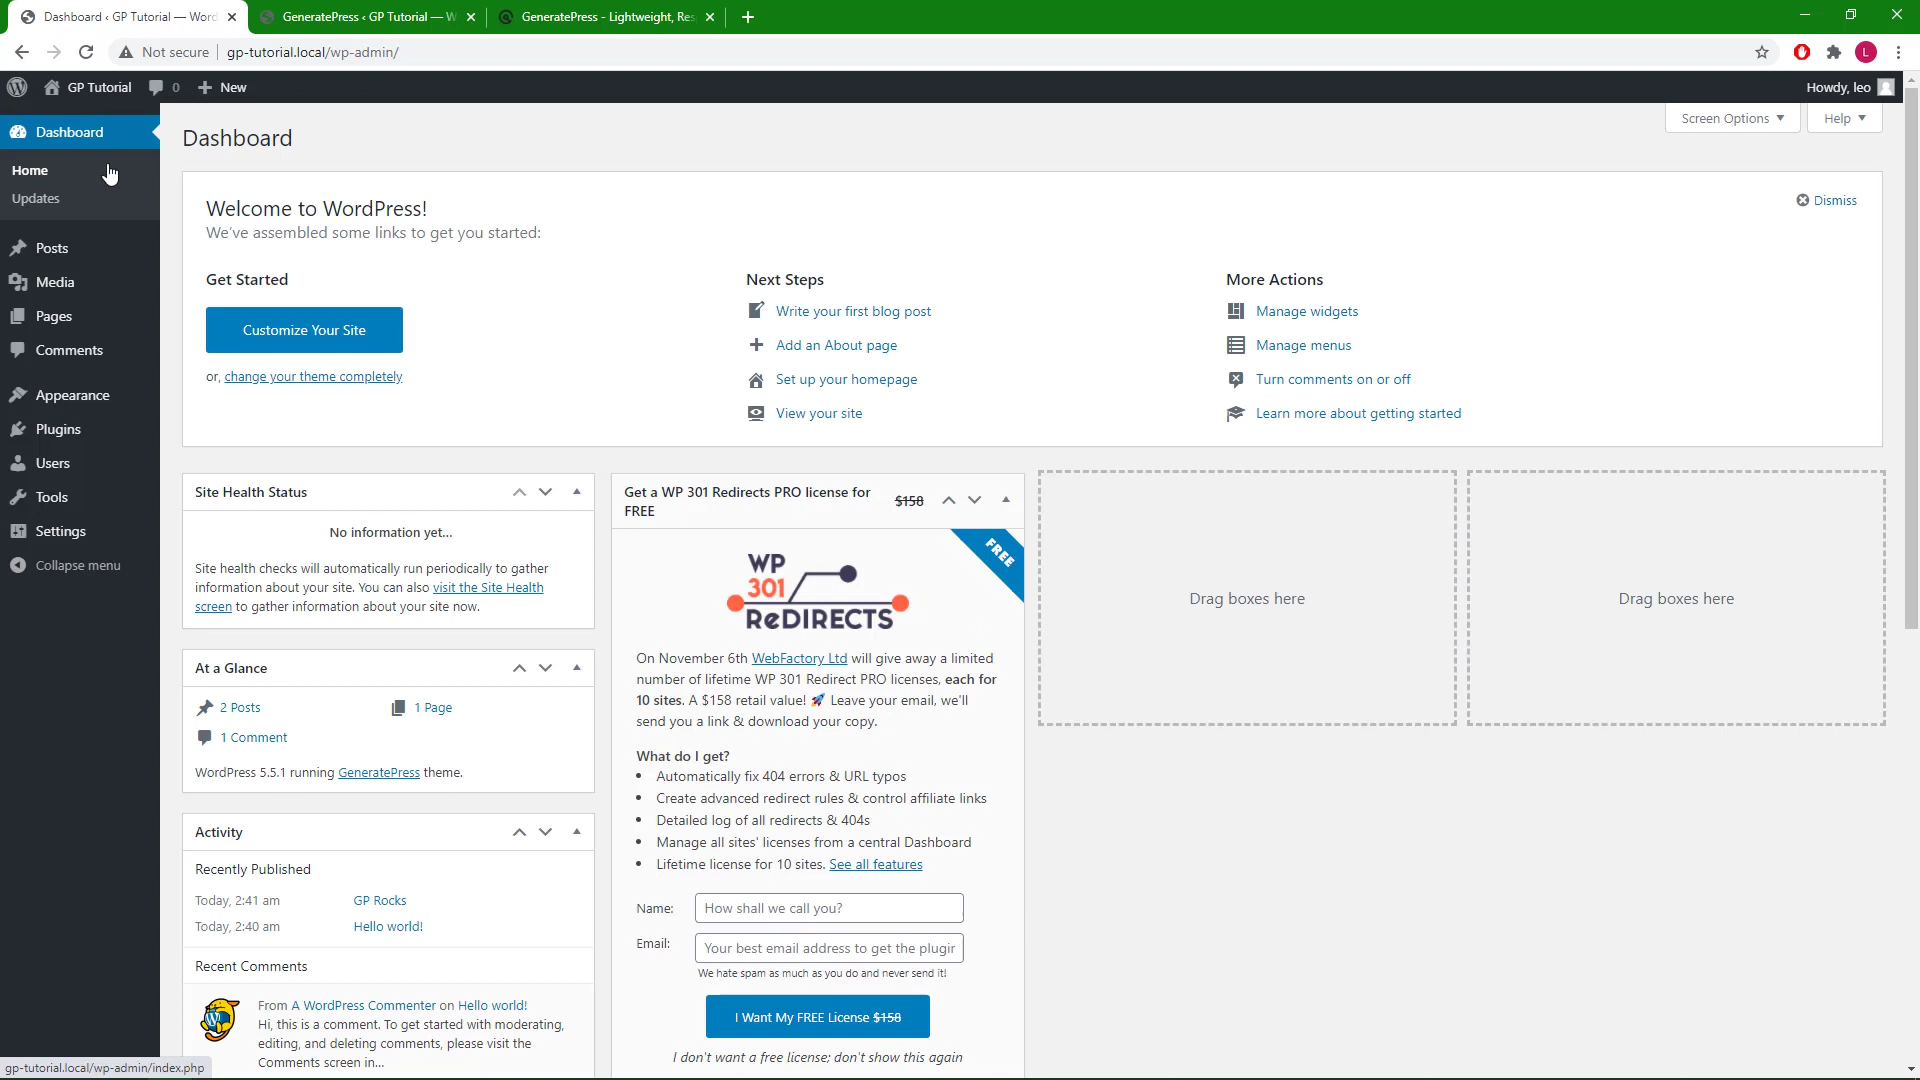 Dashboard ‹ GP Tutorial — Word
GeneratePress ‹ GP Tutorial — W
GeneratePress - Lightweight, Res
Not secure
gp-tutorial.local/wp-admin/
L
GP Tutorial
0
New
Howdy, leo
Dashboard
Home
Updates
Posts
Media
Pages
Comments
Appearance
Plugins
Users
Tools
Settings
Collapse menu
Dashboard
Screen Options
Help
Welcome to WordPress!
We've assembled some links to get you started:
Dismiss
Get Started
Customize Your Site
or, change your theme completely
Next Steps
Write your first blog post
Add an About page
Set up your homepage
View your site
More Actions
Manage widgets
Manage menus
Turn comments on or off
Learn more about getting started
Site Health Status
No information yet...
Site health checks will automatically run periodically to gather
information about your site. You can also visit the Site Health
screen to gather information about your site now.
At a Glance
2 Posts
1 Page
1 Comment
WordPress 5.5.1 running GeneratePress theme.
Activity
Recently Published
Today, 2:41 am GP Rocks
Today, 2:40 am Hello world!
Recent Comments
From A WordPress Commenter on Hello world!
Hi, this is a comment. To get started with moderating,
editing, and deleting comments, please visit the
Comments screen in...
Get a WP 301 Redirects PRO license for
FREE
$158
FREE
WP
301
ReDIRECTS
On November 6th WebFactory Ltd will give away a limited
number of lifetime WP 301 Redirect PRO licenses, each for
10 sites. A $158 retail value! 🚀 Leave your email, we'll
send you a link & download your copy.
What do I get?
• Automatically fix 404 errors & URL typos
• Create advanced redirect rules & control affiliate links
• Detailed log of all redirects & 404s
• Manage all sites' licenses from a central Dashboard
• Lifetime license for 10 sites. See all features
Name: How shall we call you?
Email: Your best email address to get the plugin
We hate spam as much as you do and never send it!
I Want My FREE License $158
I don't want a free license; don't show this again
Drag boxes here
Drag boxes here
gp-tutorial.local/wp-admin/index.php